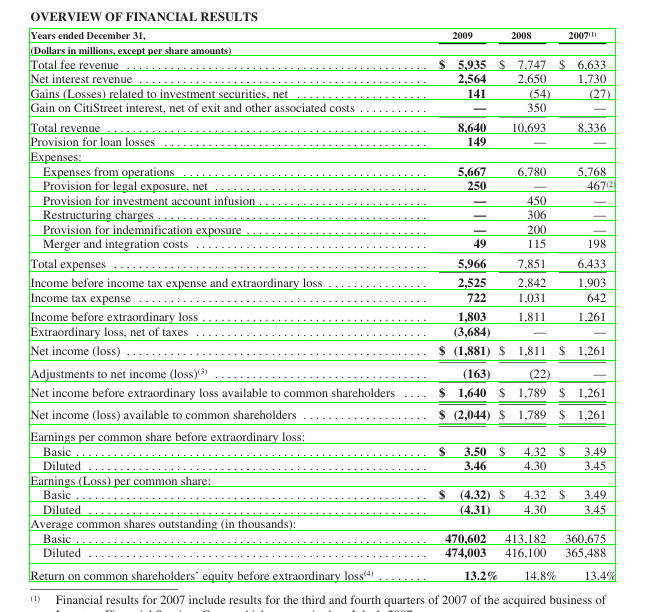 OVERVIEW OF FINANCIAL RESULTS
Years ended December 31, 2009 2008 2007(1)
(Dollars in millions, except per share amounts)
Total fee revenue $ 5,935 $ 7,747 $ 6,633
Net interest revenue 2,564 2,650 1,730
Gains (Losses) related to investment securities, net 141 (54) (27)
Gain on CitiStreet interest, net of exit and other associated costs — 350 —
Total revenue 8,640 10,693 8,336
Provision for loan losses 149 — —
Expenses:
Expenses from operations 5,667 6,780 5,768
Provision for legal exposure, net 250 — 467(2)
Provision for investment account infusion — 450 —
Restructuring charges — 306 —
Provision for indemnification exposure — 200 —
Merger and integration costs 49 115 198
Total expenses 5,966 7,851 6,433
Income before income tax expense and extraordinary loss 2,525 2,842 1,903
Income tax expense 722 1,031 642
Income before extraordinary loss 1,803 1,811 1,261
Extraordinary loss, net of taxes (3,684) — —
Net income (loss) $ (1,881) $ 1,811 $ 1,261
Adjustments to net income (loss)(3) (163) (22) —
Net income before extraordinary loss available to common shareholders $ 1,640 $ 1,789 $ 1,261
Net income (loss) available to common shareholders $ (2,044) $ 1,789 $ 1,261
Earnings per common share before extraordinary loss:
Basic $ 3.50 $ 4.32 $ 3.49
Diluted 3.46 4.30 3.45
Earnings (Loss) per common share:
Basic $ (4.32) $ 4.32 $ 3.49
Diluted (4.31) 4.30 3.45
Average common shares outstanding (in thousands):
Basic 470,602 413,182 360,675
Diluted 474,003 416,100 365,488
Return on common shareholders' equity before extraordinary loss(4) 13.2% 14.8% 13.4%
(1) Financial results for 2007 include results for the third and fourth quarters of 2007 of the acquired business of